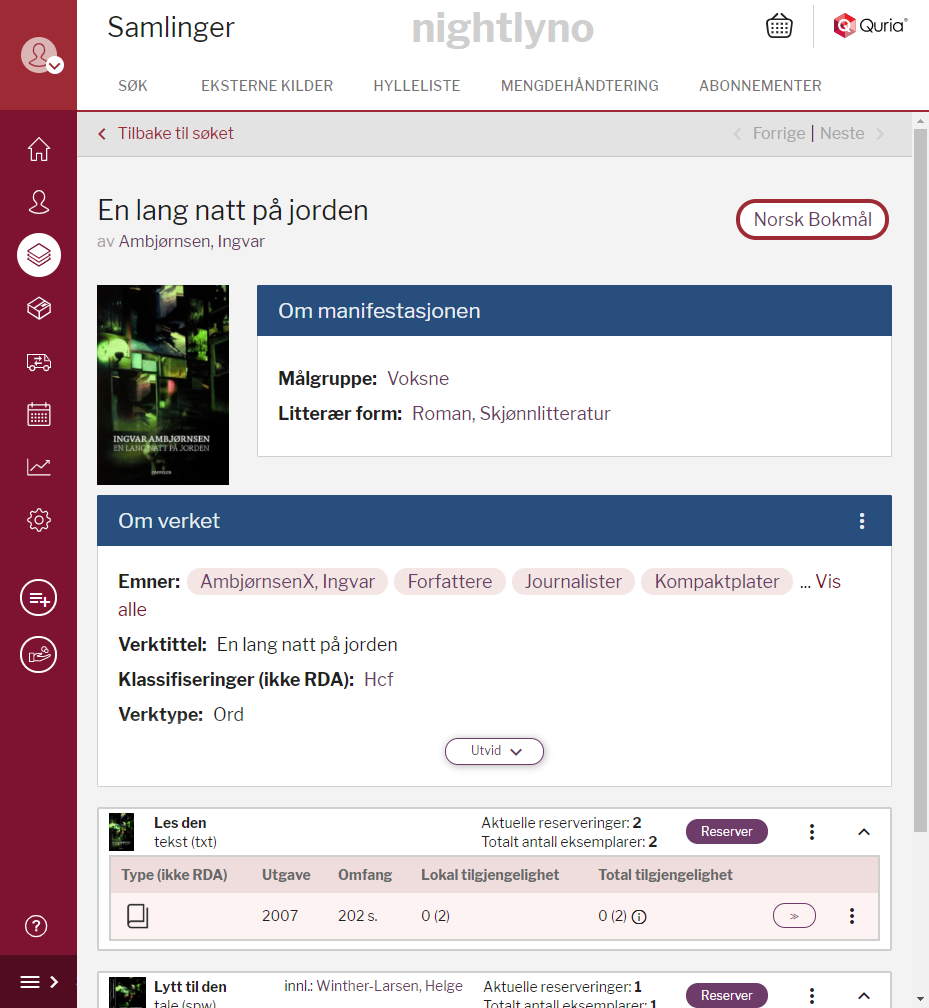 Samlinger
nightlyno
Quria®
SØK EKSTERNE KILDER HYLLELISTE MENGDEHÅNDTERING ABONNEMENTER
Tilbake til søket
Forrige | Neste
En lang natt på jorden
av Ambjørnsen, Ingvar
Norsk Bokmål
INGVAR AMBJØRNSEN
EN LANG NATT PÅ JORDEN
CAPPELEN
Om manifestasjonen
Målgruppe: Voksne
Litterær form: Roman, Skjønnlitteratur
Om verket
Emner: AmbjørnsenX, Ingvar Forfattere Journalister Kompaktplater ... Vis
alle
Verktittel: En lang natt på jorden
Klassifiseringer (ikke RDA): Hcf
Verktype: Ord
Utvid
Les den
tekst (txt)
Aktuelle reserveringer: 2
Totalt antall eksemplarer: 2
Reserver
Type (ikke RDA) Utgave Omfang Lokal tilgjengelighet Total tilgjengelighet
2007 202 s. 0 (2) 0 (2)
Lytt til den
tale (spw)
innl.: Winther-Larsen, Helge
Aktuelle reserveringer: 1
Totalt antall eksemplarer: 1
Reserver